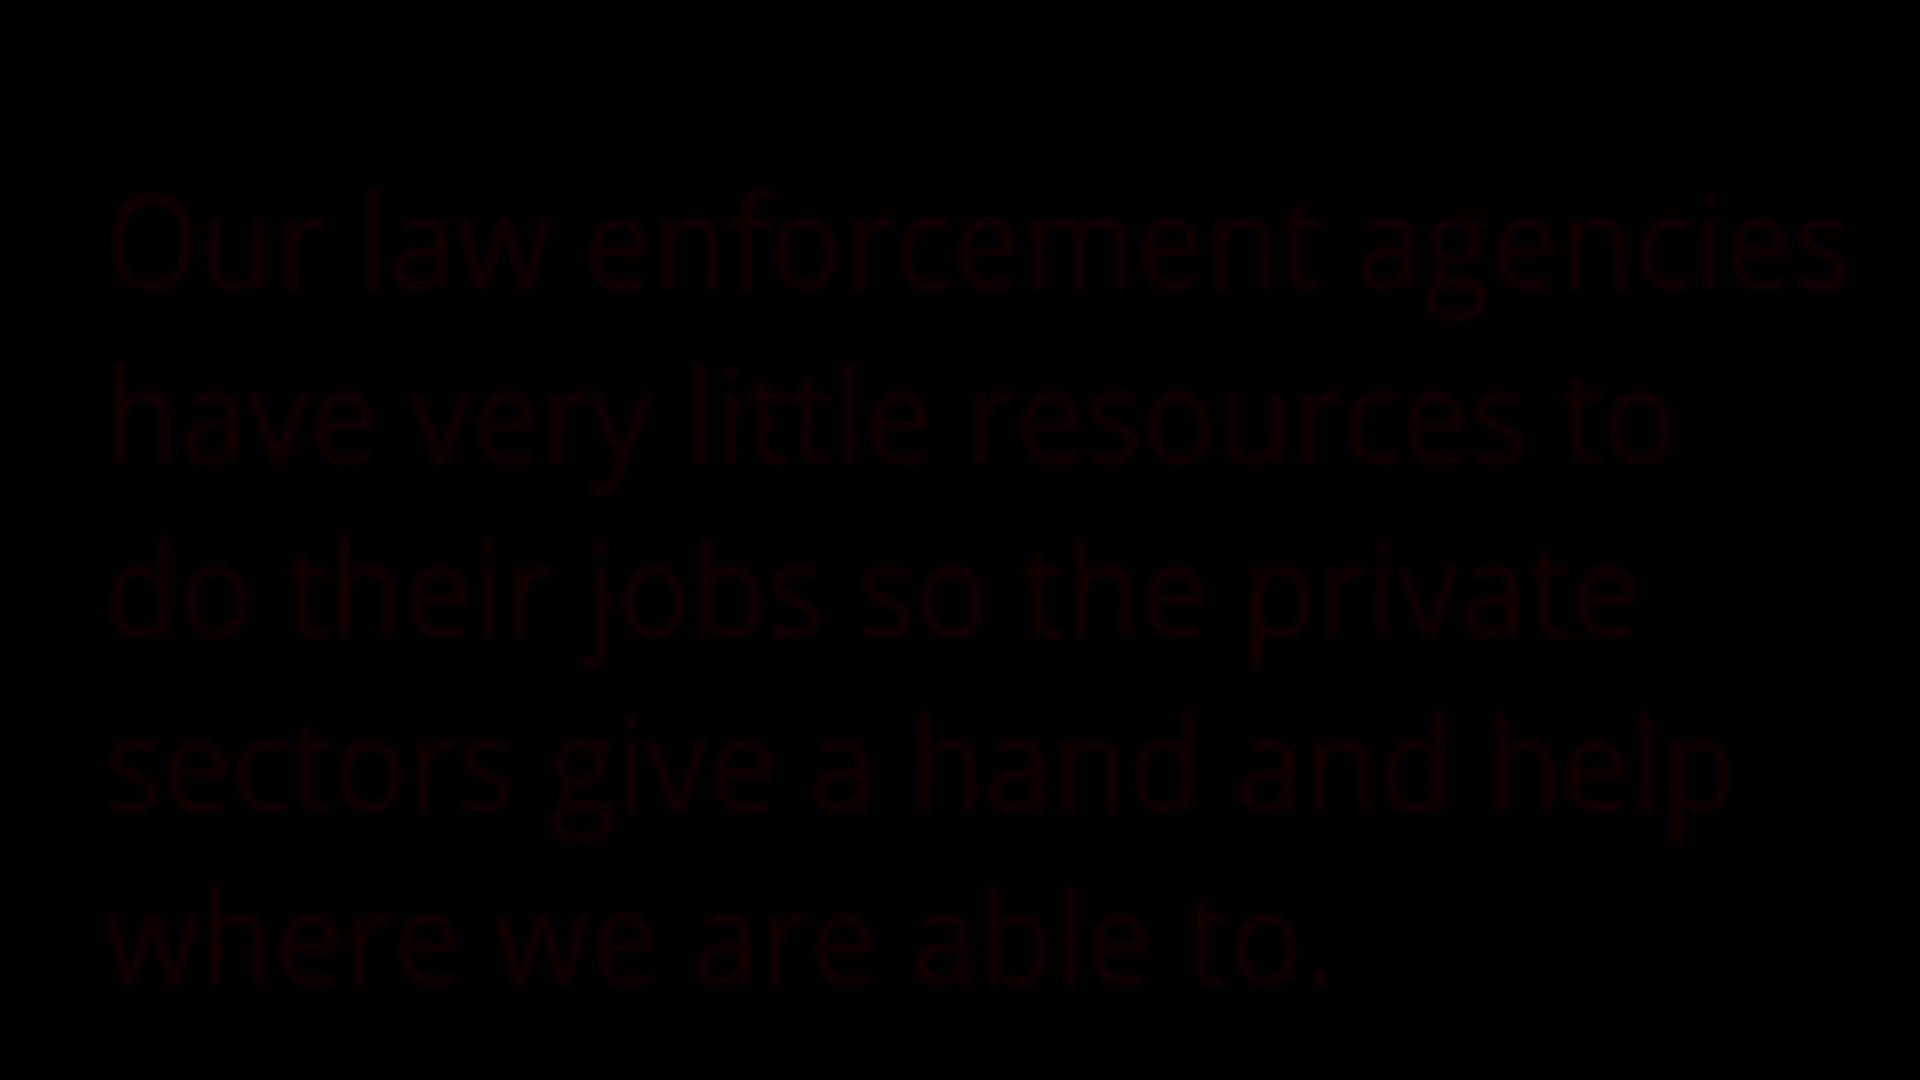 Our law enforcement agencies
have very little resources to
do their jobs so the private
sectors give a hand and help
where we are able to.